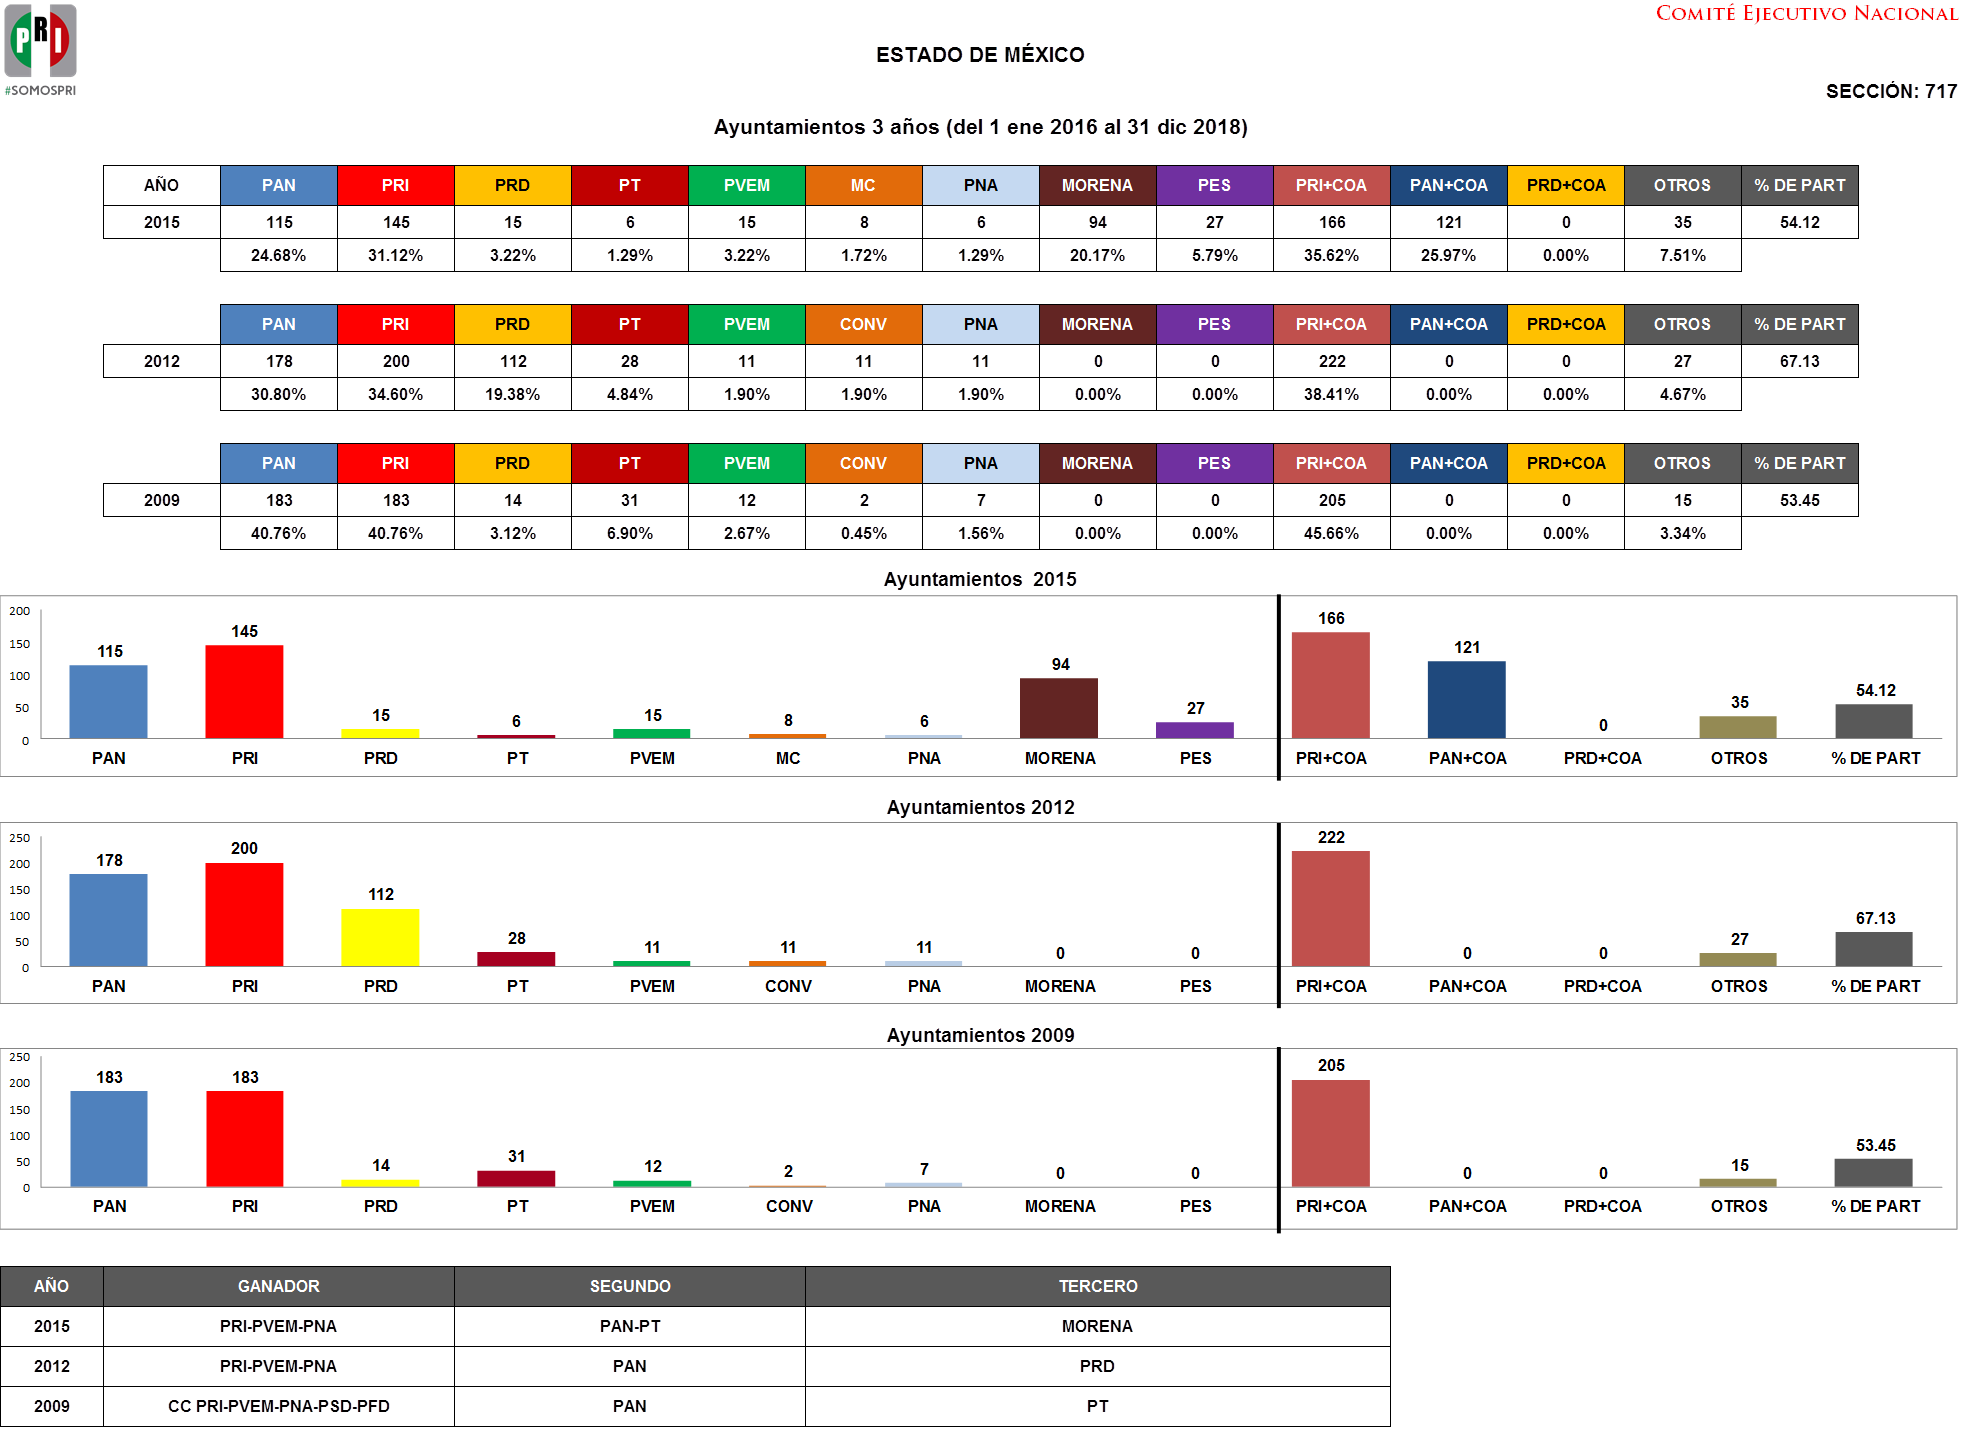 PRI
#SOMOSPRI
COMITÉ EJECUTIVO NACIONAL
ESTADO DE MÉXICO
SECCIÓN: 717
Ayuntamientos 3 años (del 1 ene 2016 al 31 dic 2018)
AÑO PAN PRI PRD PT PVEM MC PNA MORENA PES PRI+COA PAN+COA PRD+COA OTROS % DE PART
2015 115 145 15 6 15 8 6 94 27 166 121 0 35 54.12
24.68% 31.12% 3.22% 1.29% 3.22% 1.72% 1.29% 20.17% 5.79% 35.62% 25.97% 0.00% 7.51%
PAN PRI PRD PT PVEM CONV PNA MORENA PES PRI+COA PAN+COA PRD+COA OTROS % DE PART
2012 178 200 112 28 11 11 11 0 0 222 0 0 27 67.13
30.80% 34.60% 19.38% 4.84% 1.90% 1.90% 1.90% 0.00% 0.00% 38.41% 0.00% 0.00% 4.67%
PAN PRI PRD PT PVEM CONV PNA MORENA PES PRI+COA PAN+COA PRD+COA OTROS % DE PART
2009 183 183 14 31 12 2 7 0 0 205 0 0 15 53.45
40.76% 40.76% 3.12% 6.90% 2.67% 0.45% 1.56% 0.00% 0.00% 45.66% 0.00% 0.00% 3.34%
Ayuntamientos 2015
200
150
100
50
0
115 145 15 6 15 8 6 94 27 166 121 0 35 54.12
PAN PRI PRD PT PVEM MC PNA MORENA PES PRI+COA PAN+COA PRD+COA OTROS % DE PART
Ayuntamientos 2012
250
200
150
100
50
0
178 200 112 28 11 11 11 0 0 222 0 0 27 67.13
PAN PRI PRD PT PVEM CONV PNA MORENA PES PRI+COA PAN+COA PRD+COA OTROS % DE PART
Ayuntamientos 2009
250
200
150
100
50
0
183 183 14 31 12 2 7 0 0 205 0 0 15 53.45
PAN PRI PRD PT PVEM CONV PNA MORENA PES PRI+COA PAN+COA PRD+COA OTROS % DE PART
AÑO GANADOR SEGUNDO TERCERO
2015 PRI-PVEM-PNA PAN-PT MORENA
2012 PRI-PVEM-PNA PAN PRD
2009 CC PRI-PVEM-PNA-PSD-PFD PAN PT